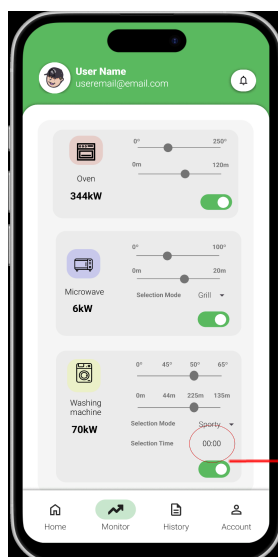 User Name
useremail@email.com
0° 250°
0m 120m
Oven
344kW
0° 100°
0m 20m
Microwave
Selection Mode Grill
6kW
0° 45° 50° 65°
0m 44m 225m 135m
Washing
machine
Selection Mode Sporty
70kW
Selection Time 00:00
Home Monitor History Account